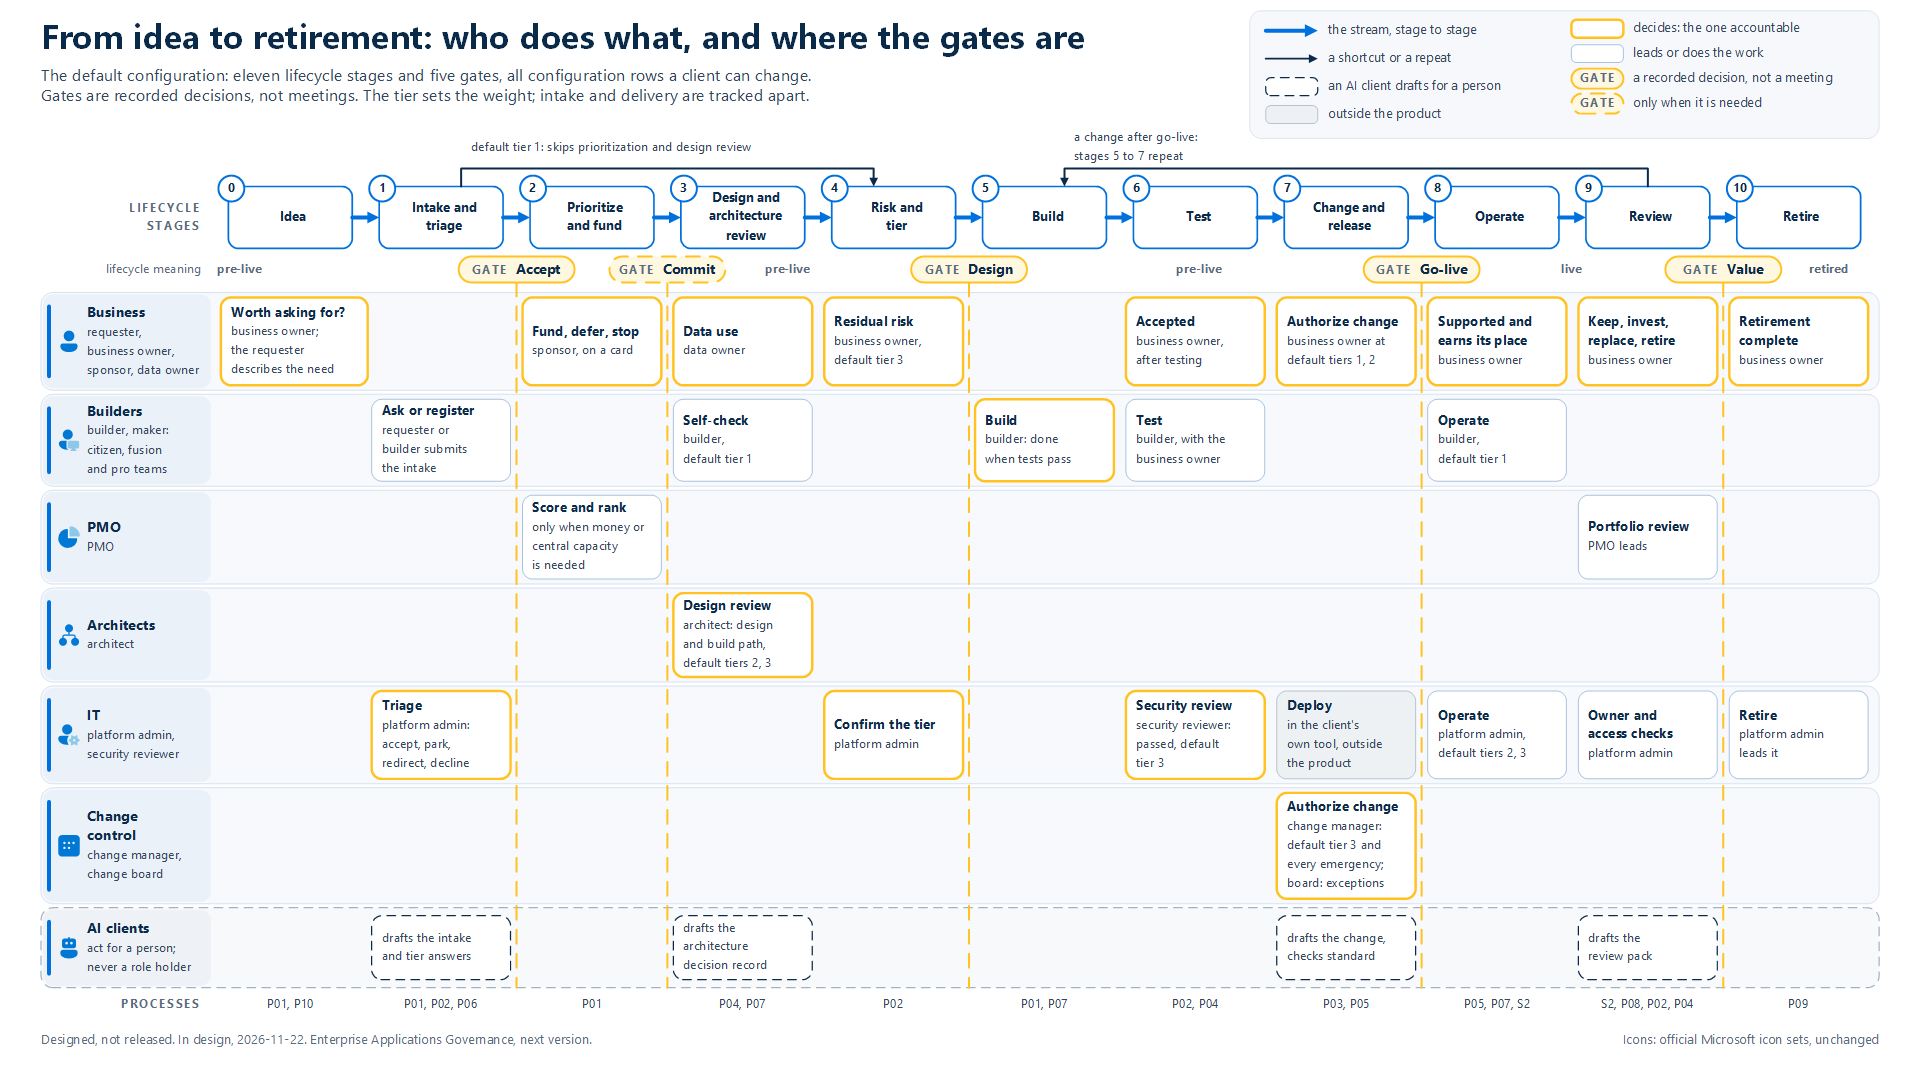 From idea to retirement: who does what, and where the gates are
The default configuration: eleven lifecycle stages and five gates, all configuration rows a client can change.
Gates are recorded decisions, not meetings. The tier sets the weight; intake and delivery are tracked apart.
the stream, stage to stage
a shortcut or a repeat
an AI client drafts for a person
outside the product
decides: the one accountable
leads or does the work
GATE a recorded decision, not a meeting
GATE only when it is needed
default tier 1: skips prioritization and design review
a change after go-live:
stages 5 to 7 repeat
LIFECYCLE
STAGES
0
Idea
1
Intake and
triage
2
Prioritize
and fund
3
Design and
architecture
review
4
Risk and
tier
5
Build
6
Test
7
Change and
release
8
Operate
9
Review
10
Retire
lifecycle meaning
pre-live
GATE Accept
GATE Commit
pre-live
GATE Design
pre-live
GATE Go-live
live
GATE Value
retired
Business
requester,
business owner,
sponsor, data owner
Worth asking for?
business owner;
the requester
describes the need
Fund, defer, stop
sponsor, on a card
Data use
data owner
Residual risk
business owner,
default tier 3
Accepted
business owner,
after testing
Authorize change
business owner at
default tiers 1, 2
Supported and
earns its place
business owner
Keep, invest,
replace, retire
business owner
Retirement
complete
business owner
Builders
builder, maker:
citizen, fusion
and pro teams
Ask or register
requester or
builder submits
the intake
Self-check
builder,
default tier 1
Build
builder: done
when tests pass
Test
builder, with the
business owner
Operate
builder,
default tier 1
PMO
PMO
Score and rank
only when money or
central capacity
is needed
Portfolio review
PMO leads
Architects
architect
Design review
architect: design
and build path,
default tiers 2, 3
IT
platform admin,
security reviewer
Triage
platform admin:
accept, park,
redirect, decline
Confirm the tier
platform admin
Security review
security reviewer:
passed, default
tier 3
Deploy
in the client's
own tool, outside
the product
Operate
platform admin,
default tiers 2, 3
Owner and
access checks
platform admin
Retire
platform admin
leads it
Change
control
change manager,
change board
Authorize change
change manager:
default tier 3 and
every emergency;
board: exceptions
AI clients
act for a person;
never a role holder
drafts the intake
and tier answers
drafts the
architecture
decision record
drafts the change,
checks standard
drafts the
review pack
PROCESSES
P01, P10
P01, P02, P06
P01
P04, P07
P02
P01, P07
P02, P04
P03, P05
P05, P07, S2
S2, P08, P02, P04
P09
Designed, not released. In design, 2026-11-22. Enterprise Applications Governance, next version.
Icons: official Microsoft icon sets, unchanged